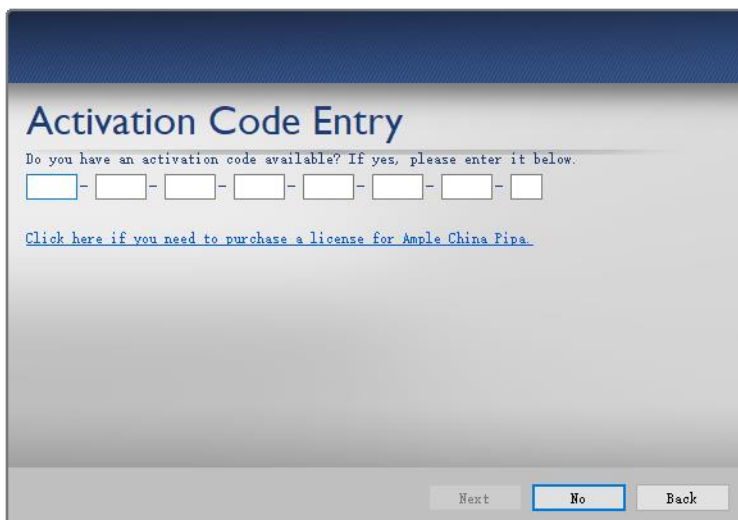 Activation Code Entry
Do you have an activation code available? If yes, please enter it below.
- - - - - - -
Click here if you need to purchase a license for Ample China Pipa.
Next No Back